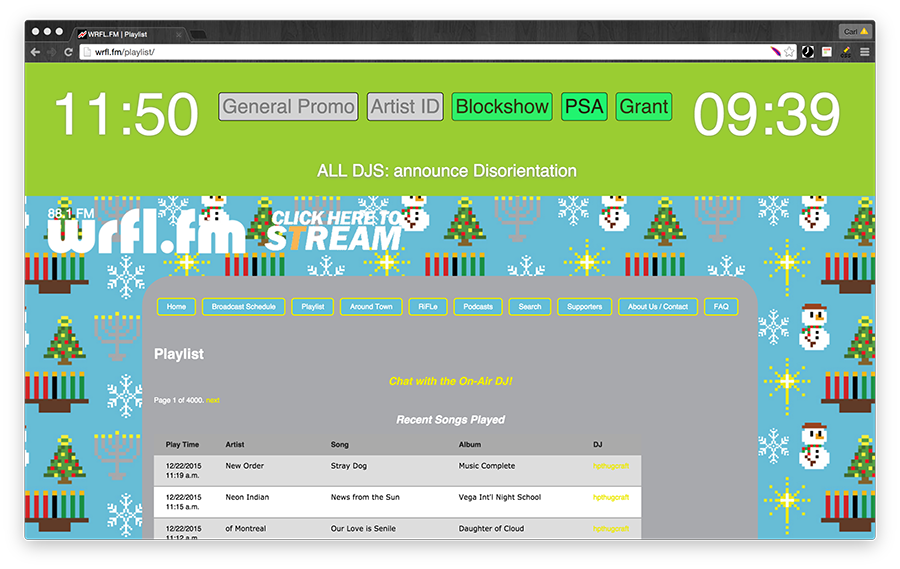 WRFL.FM | Playlist
Carl
wrfl.fm/playlist/
11:50 General Promo Artist ID Blockshow PSA Grant 09:39
ALL DJS: announce Disorientation
88.1 FM
wrfl.fm
CLICK HERE TO
STREAM
Home Broadcast Schedule Playlist Around Town RiFLe Podcasts Search Supporters About Us / Contact FAQ
Playlist
Chat with the On-Air DJ!
Page 1 of 4000. next
Recent Songs Played
Play Time Artist Song Album DJ
12/22/2015 New Order Stray Dog Music Complete hpthugcraft
11:19 a.m.
12/22/2015 Neon Indian News from the Sun Vega Int'l Night School hpthugcraft
11:15 a.m.
12/22/2015 of Montreal Our Love is Senile Daughter of Cloud hpthugcraft
11:12 a.m.